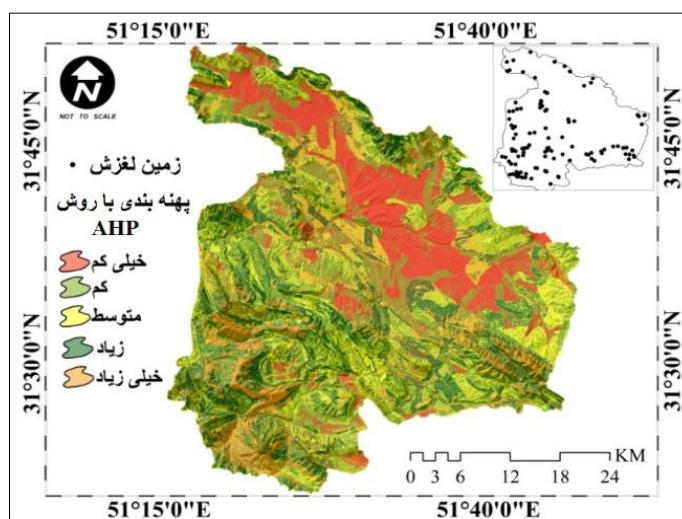 51°15'0"E
51°40'0"E
N
NOT TO SCALE
زمین لغزش
پهنه بندی با روش
AHP
خیلی کم
کم
متوسط
زیاد
خیلی زیاد
31°45'0"N
31°30'0"N
31°45'0"N
31°30'0"N
KM
0 3 6 12 18 24
51°15'0"E
51°40'0"E